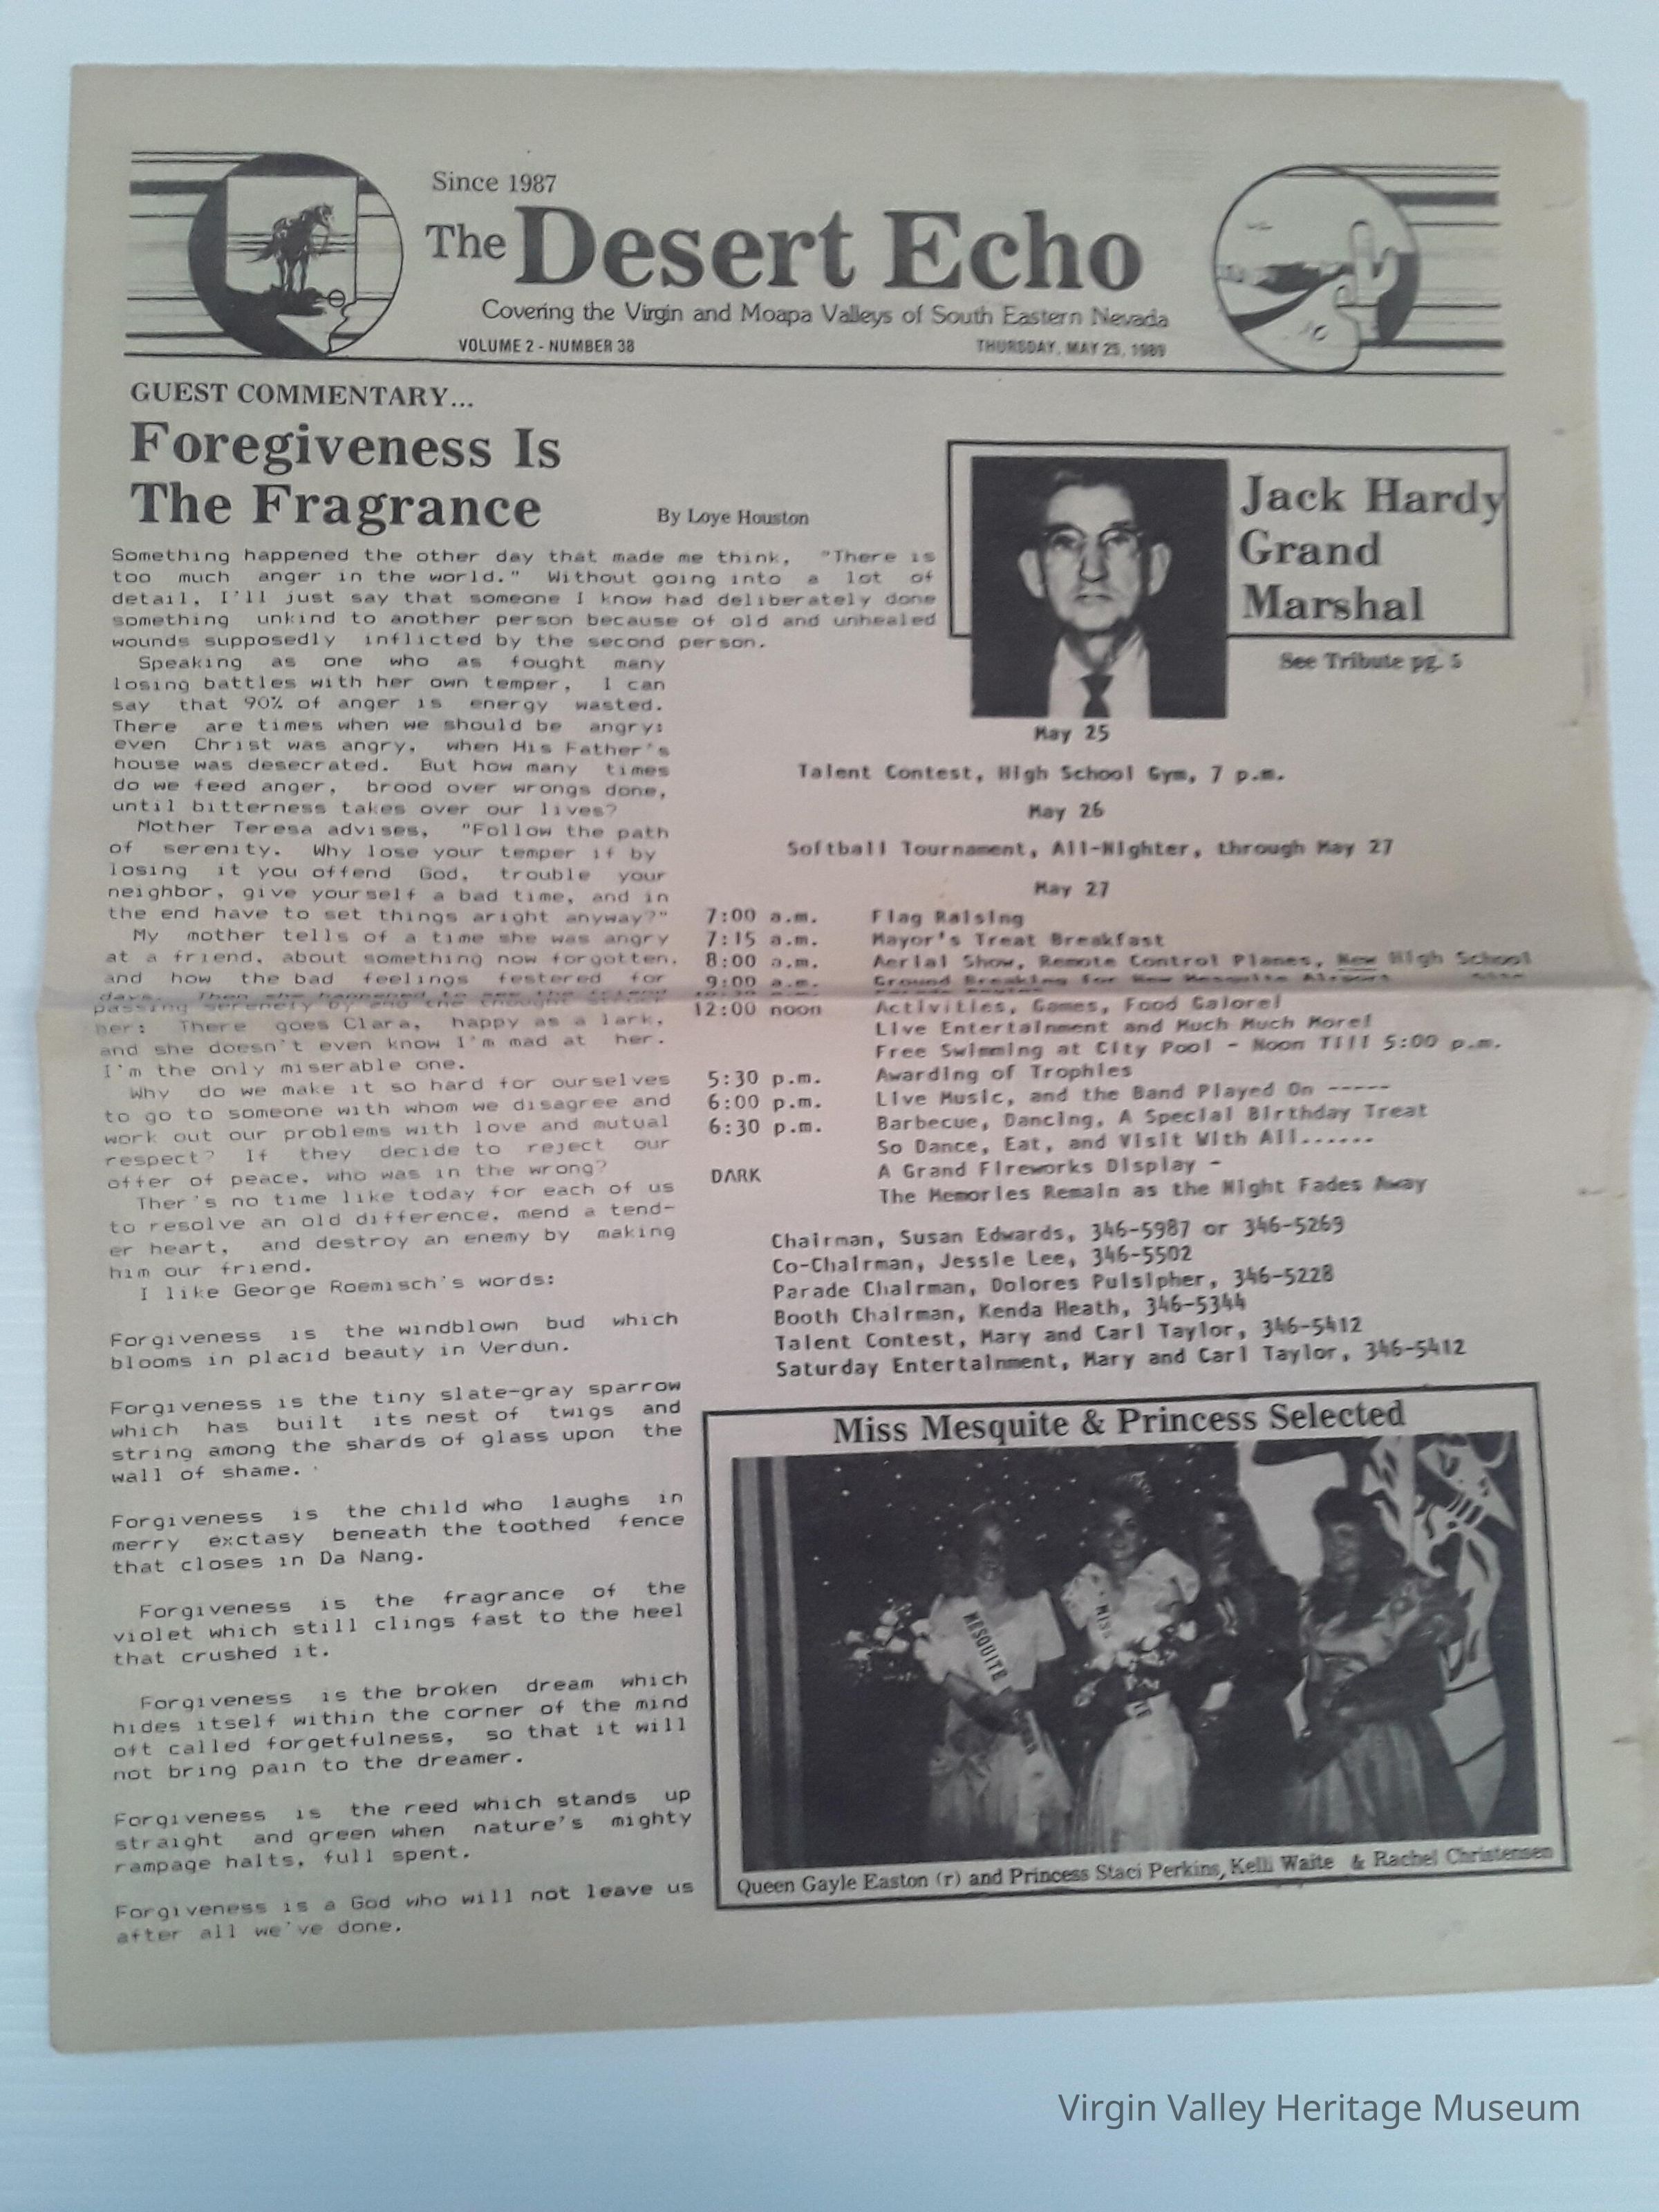 Since 1987
The Desert Echo
Covering the Virgin and Moapa Valleys of South Eastern Nevada
VOLUME 2 - NUMBER 38
THURSDAY, MAY 25, 1989
GUEST COMMENTARY...
Foregiveness Is
The Fragrance
By Loye Houston
Something happened the other day that made me think, "There is
too much anger in the world." Without going into a lot of
detail, I'll just say that someone I know had deliberately done
something unkind to another person because of old and unhealed
wounds supposedly inflicted by the second person.
Speaking as one who as fought many
losing battles with her own temper, I can
say that 90% of anger is energy wasted.
There are times when we should be angry:
even Christ was angry, when His Father's
house was desecrated. But how many times
do we feed anger, brood over wrongs done,
until bitterness takes over our lives?
Mother Teresa advises, "Follow the path
of serenity. Why lose your temper if by
losing it you offend God, trouble your
neighbor, give yourself a bad time, and in
the end have to set things aright anyway?"
My mother tells of a time she was angry
at a friend, about something now forgotten,
and how the bad feelings festered for
days. Then she happened to see the friend
passing serenely by and the thought struck
her: There goes Clara, happy as a lark,
and she doesn't even know I'm mad at her.
I'm the only miserable one.
Why do we make it so hard for ourselves
to go to someone with whom we disagree and
work out our problems with love and mutual
respect? If they decide to reject our
offer of peace, who was in the wrong?
Ther's no time like today for each of us
to resolve an old difference, mend a tend-
er heart, and destroy an enemy by making
him our friend.
I like George Roemisch's words:
Forgiveness is the windblown bud which
blooms in placid beauty in Verdun.
Forgiveness is the tiny slate-gray sparrow
which has built its nest of twigs and
string among the shards of glass upon the
wall of shame.
Forgiveness is the child who laughs in
merry exctasy beneath the toothed fence
that closes in Da Nang.
Forgiveness is the fragrance of the
violet which still clings fast to the heel
that crushed it.
Forgiveness is the broken dream which
hides itself within the corner of the mind
oft called forgetfulness, so that it will
not bring pain to the dreamer.
Forgiveness is the reed which stands up
straight and green when nature's mighty
rampage halts, full spent.
Forgiveness is a God who will not leave us
after all we've done.
Jack Hardy
Grand
Marshal
See Tribute pg. 5
May 25
Talent Contest, High School Gym, 7 p.m.
May 26
Softball Tournament, All-Nighter, through May 27
May 27
7:00 a.m. Flag Raising
7:15 a.m. Mayor's Treat Breakfast
8:00 a.m. Aerial Show, Remote Control Planes, New High School
9:00 a.m. Ground Breaking for New Mesquite Airport
12:00 noon Activities, Games, Food Galore!
Live Entertainment and Much Much More!
Free Swimming at City Pool - Noon Till 5:00 p.m.
5:30 p.m. Awarding of Trophies
6:00 p.m. Live Music, and the Band Played On -----
6:30 p.m. Barbecue, Dancing, A Special Birthday Treat
So Dance, Eat, and Visit With All......
DARK A Grand Fireworks Display -
The Memories Remain as the Night Fades Away
Chairman, Susan Edwards, 346-5987 or 346-5269
Co-Chairman, Jessie Lee, 346-5502
Parade Chairman, Dolores Pulsipher, 346-5228
Booth Chairman, Kenda Heath, 346-5344
Talent Contest, Mary and Carl Taylor, 346-5412
Saturday Entertainment, Mary and Carl Taylor, 346-5412
Miss Mesquite & Princess Selected
MESQUITE
MISS
Queen Gayle Easton (r) and Princess Staci Perkins, Kelli Waite & Rachel Christensen
Virgin Valley Heritage Museum